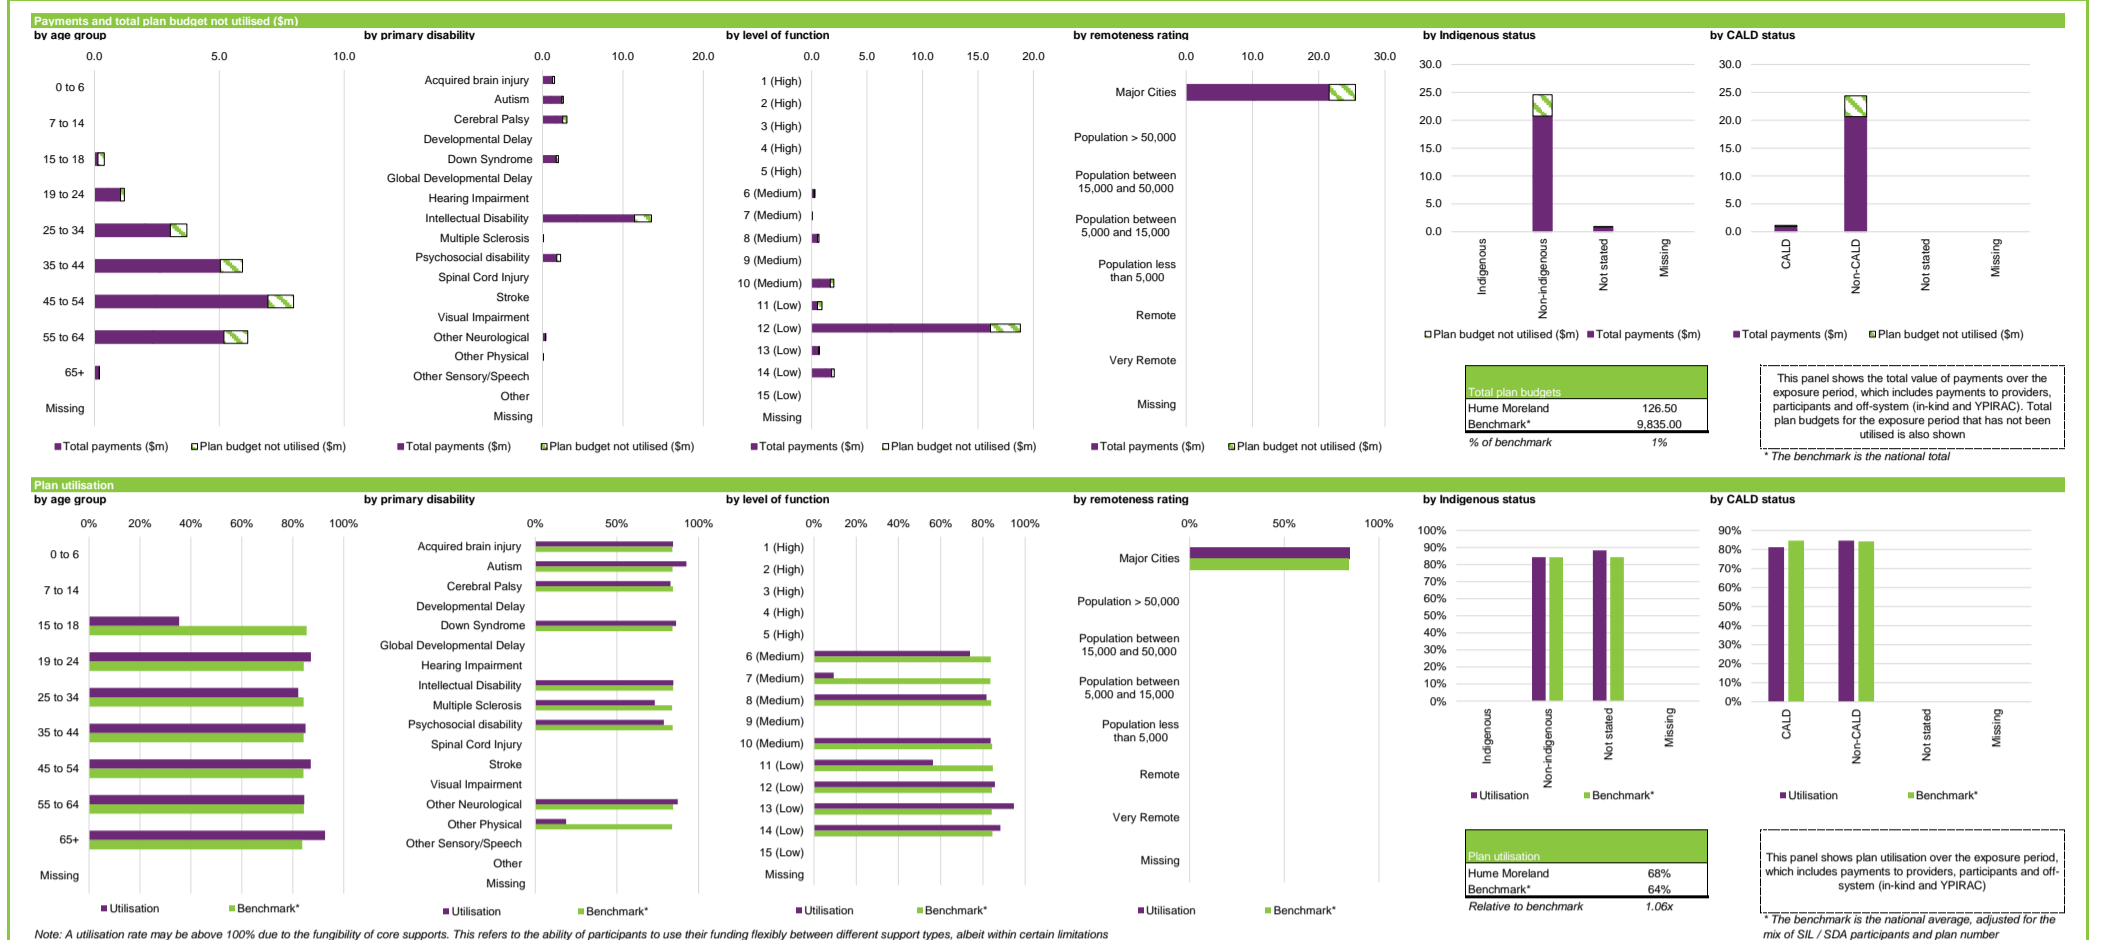 Payments and total plan budget not utilised ($m)
by age group
0.0 5.0 10.0
0 to 6
7 to 14
15 to 18
19 to 24
25 to 34
35 to 44
45 to 54
55 to 64
65+
Missing
Total payments ($m) Plan budget not utilised ($m)
by primary disability
0.0 10.0 20.0
Acquired brain injury
Autism
Cerebral Palsy
Developmental Delay
Down Syndrome
Global Developmental Delay
Hearing Impairment
Intellectual Disability
Multiple Sclerosis
Psychosocial disability
Spinal Cord Injury
Stroke
Visual Impairment
Other Neurological
Other Physical
Other Sensory/Speech
Other
Missing
Total payments ($m) Plan budget not utilised ($m)
by level of function
0.0 5.0 10.0 15.0 20.0
1 (High)
2 (High)
3 (High)
4 (High)
5 (High)
6 (Medium)
7 (Medium)
8 (Medium)
9 (Medium)
10 (Medium)
11 (Low)
12 (Low)
13 (Low)
14 (Low)
15 (Low)
Missing
Total payments ($m) Plan budget not utilised ($m)
by remoteness rating
0.0 10.0 20.0 30.0
Major Cities
Population > 50,000
Population between
15,000 and 50,000
Population between
5,000 and 15,000
Population less
than 5,000
Remote
Very Remote
Missing
Total payments ($m) Plan budget not utilised ($m)
by Indigenous status
30.0
25.0
20.0
15.0
10.0
5.0
0.0
Indigenous
Non-indigenous
Not stated
Missing
Plan budget not utilised ($m) Total payments ($m)
by CALD status
30.0
25.0
20.0
15.0
10.0
5.0
0.0
CALD
Non-CALD
Not stated
Missing
Total payments ($m) Plan budget not utilised ($m)
Total plan budgets
Hume Moreland 126.50
Benchmark* 9,835.00
% of benchmark 1%
This panel shows the total value of payments over the
exposure period, which includes payments to providers,
participants and off-system (in-kind and YPIRAC). Total
plan budgets for the exposure period that has not been
utilised is also shown
* The benchmark is the national total
Plan utilisation
by age group
0% 20% 40% 60% 80% 100%
0 to 6
7 to 14
15 to 18
19 to 24
25 to 34
35 to 44
45 to 54
55 to 64
65+
Missing
Utilisation Benchmark*
by primary disability
0% 50% 100%
Acquired brain injury
Autism
Cerebral Palsy
Developmental Delay
Down Syndrome
Global Developmental Delay
Hearing Impairment
Intellectual Disability
Multiple Sclerosis
Psychosocial disability
Spinal Cord Injury
Stroke
Visual Impairment
Other Neurological
Other Physical
Other Sensory/Speech
Other
Missing
Utilisation Benchmark*
by level of function
0% 20% 40% 60% 80% 100%
1 (High)
2 (High)
3 (High)
4 (High)
5 (High)
6 (Medium)
7 (Medium)
8 (Medium)
9 (Medium)
10 (Medium)
11 (Low)
12 (Low)
13 (Low)
14 (Low)
15 (Low)
Missing
Utilisation Benchmark*
by remoteness rating
0% 50% 100%
Major Cities
Population > 50,000
Population between
15,000 and 50,000
Population between
5,000 and 15,000
Population less
than 5,000
Remote
Very Remote
Missing
Utilisation Benchmark*
by Indigenous status
100%
90%
80%
70%
60%
50%
40%
30%
20%
10%
0%
Indigenous
Non-indigenous
Not stated
Missing
Utilisation Benchmark*
by CALD status
90%
80%
70%
60%
50%
40%
30%
20%
10%
0%
CALD
Non-CALD
Not stated
Missing
Utilisation Benchmark*
Plan utilisation
Hume Moreland 68%
Benchmark* 64%
Relative to benchmark 1.06x
This panel shows plan utilisation over the exposure period,
which includes payments to providers, participants and off-
system (in-kind and YPIRAC)
* The benchmark is the national average, adjusted for the
mix of SIL / SDA participants and plan number
Note: A utilisation rate may be above 100% due to the fungibility of core supports. This refers to the ability of participants to use their funding flexibly between different support types, albeit within certain limitations